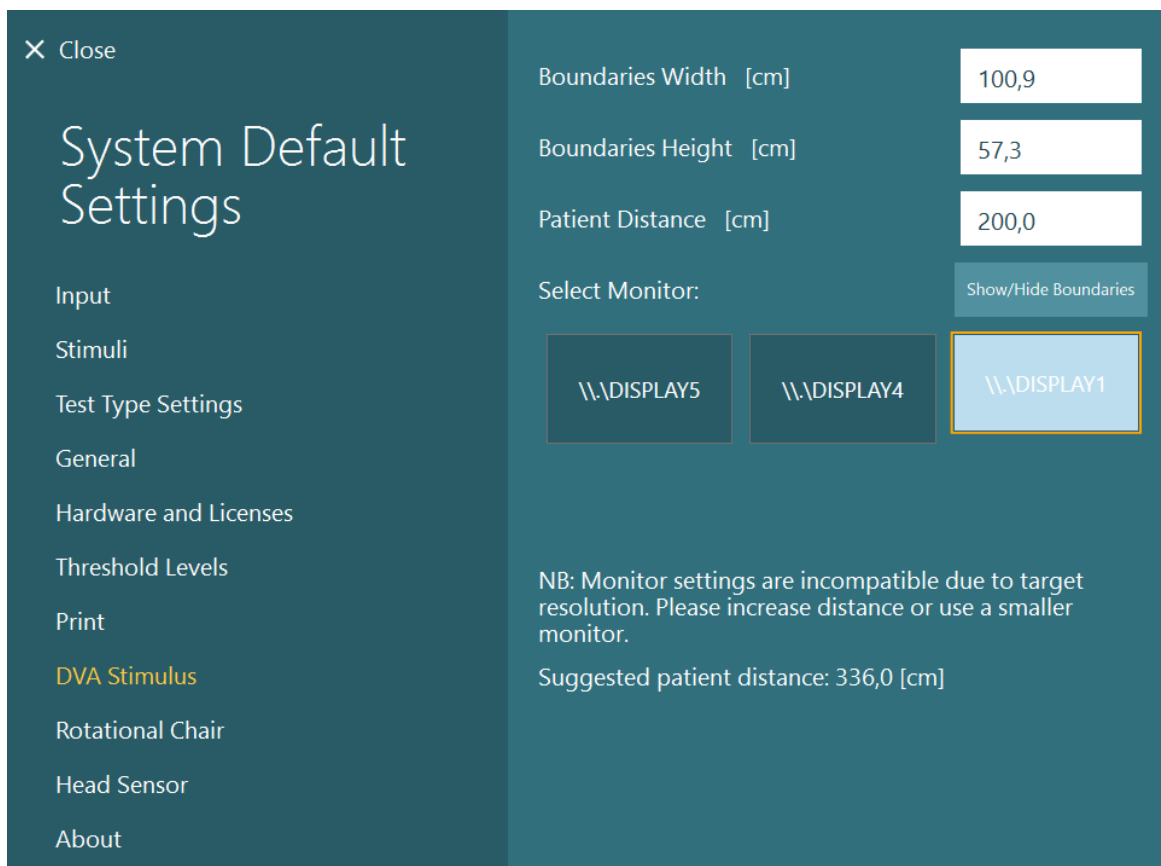 Close
System Default
Settings
Input
Stimuli
Test Type Settings
General
Hardware and Licenses
Threshold Levels
Print
DVA Stimulus
Rotational Chair
Head Sensor
About
Boundaries Width [cm] 100,9
Boundaries Height [cm] 57,3
Patient Distance [cm] 200,0
Select Monitor: Show/Hide Boundaries
\\.\DISPLAY5 \\.\DISPLAY4 \\.\DISPLAY1
NB: Monitor settings are incompatible due to target
resolution. Please increase distance or use a smaller
monitor.
Suggested patient distance: 336,0 [cm]